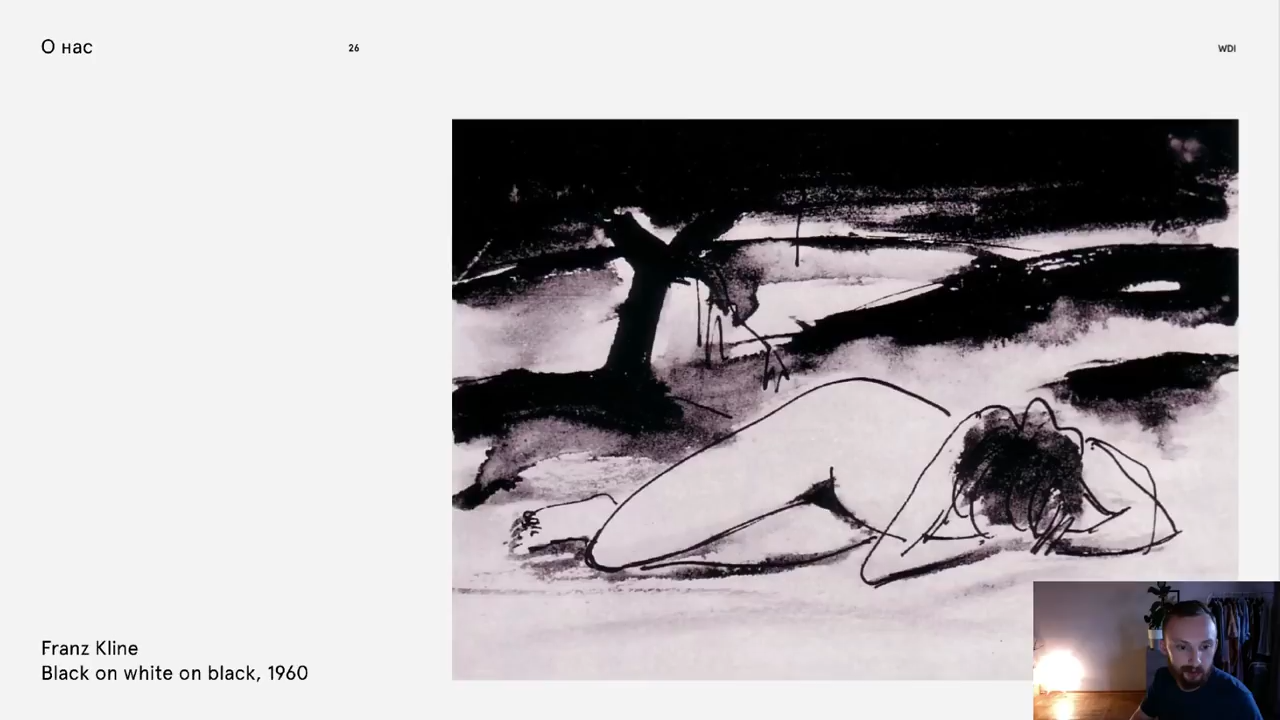 О нас
26
WDI
Franz Kline
Black on white on black, 1960